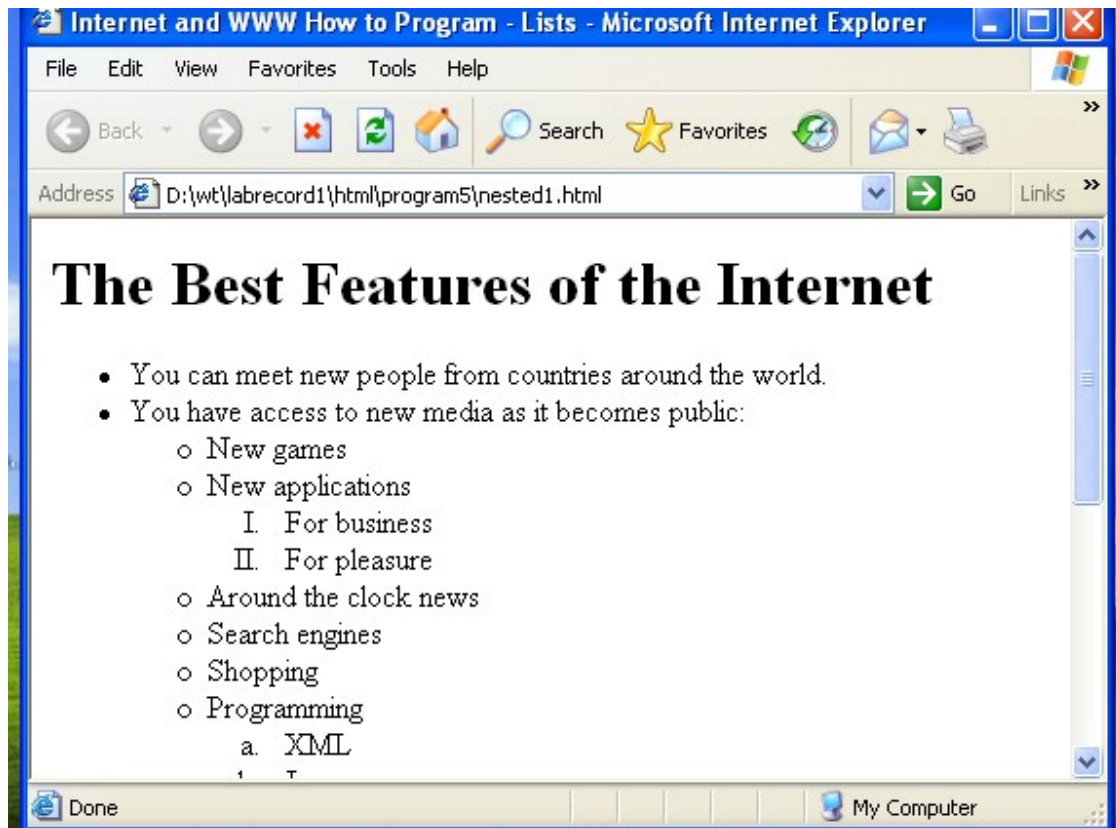 Internet and WWW How to Program - Lists - Microsoft Internet Explorer
File Edit View Favorites Tools Help
Back Search Favorites
Address D:\wt\labrecord1\html\program5\nested1.html Go Links »
The Best Features of the Internet
• You can meet new people from countries around the world.
• You have access to new media as it becomes public:
o New games
o New applications
I. For business
II. For pleasure
o Around the clock news
o Search engines
o Shopping
o Programming
a. XML
Done My Computer